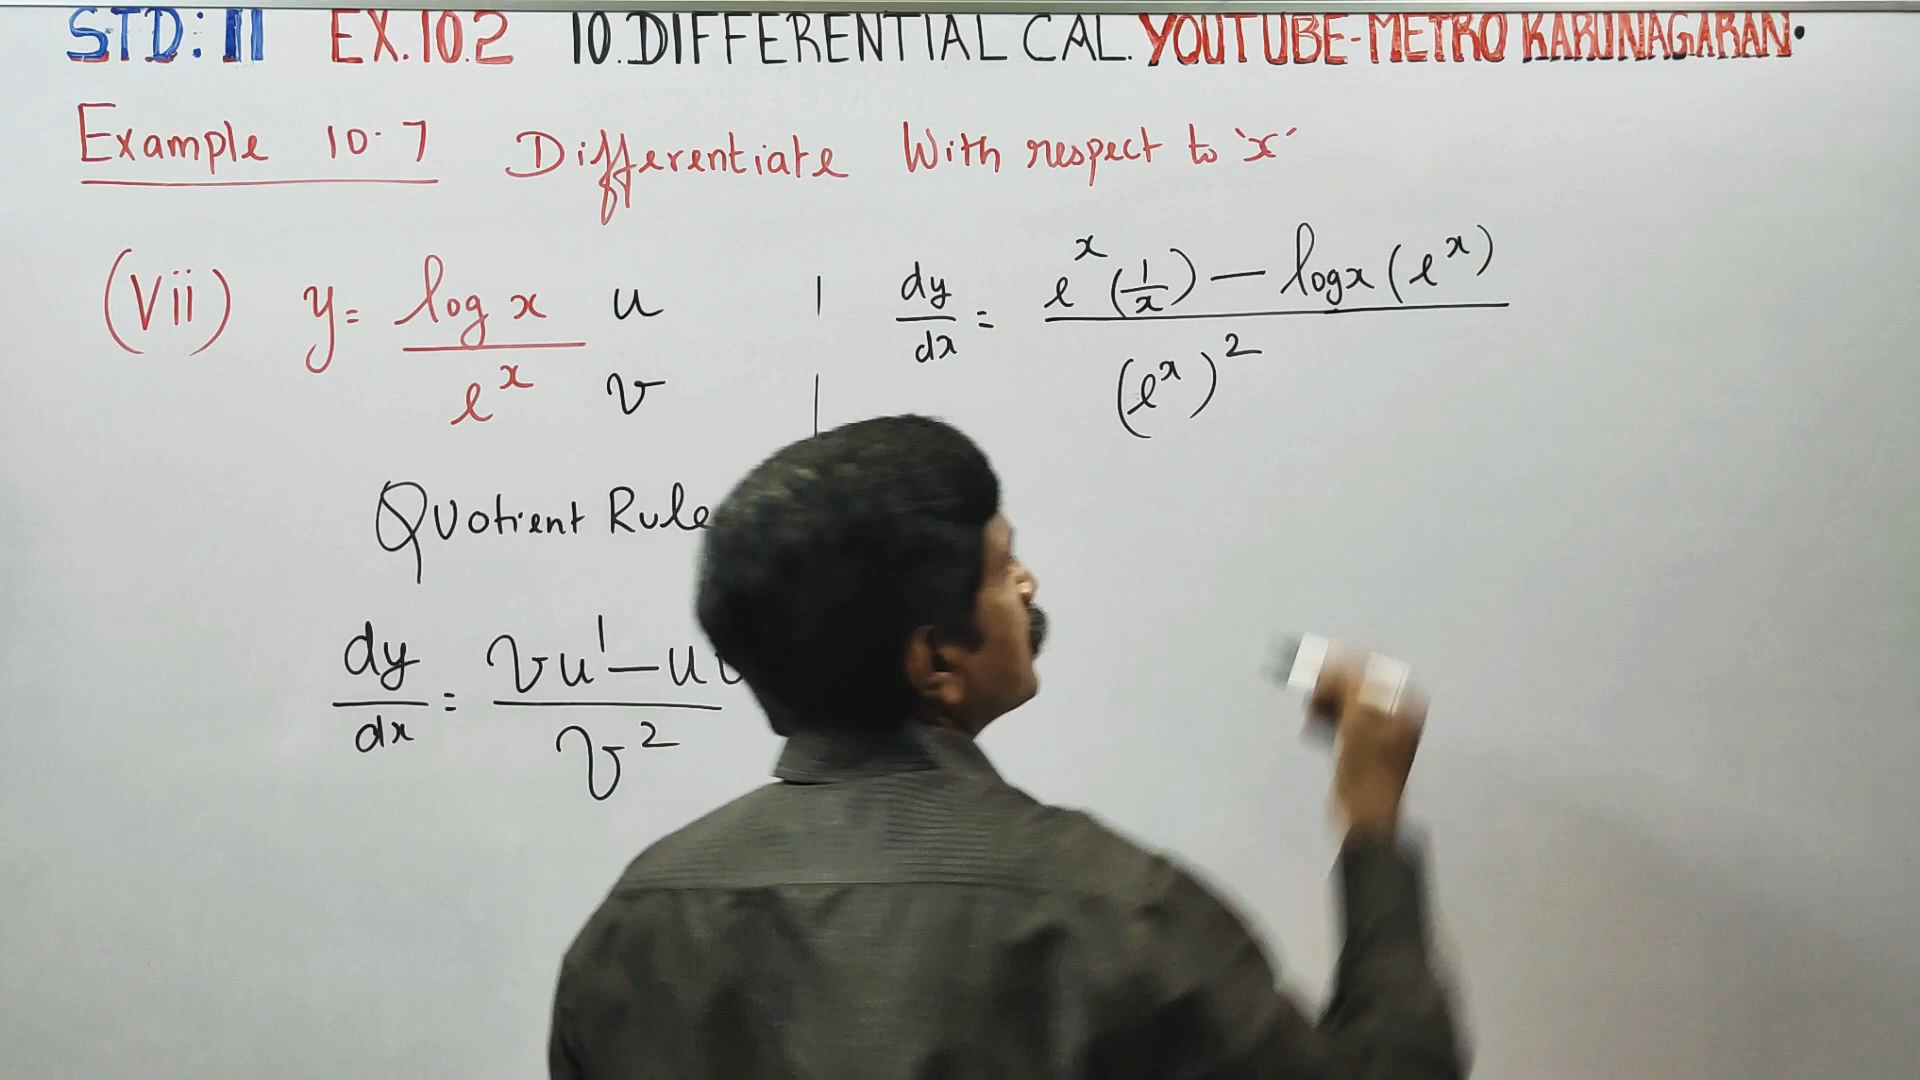 STD: 11 EX.10.2 10.DIFFERENTIAL CAL. YOUTUBE-METRO KARUNAGARAN.
Example 10.7 Differentiate With respect to 'x'
(Vii) y = log x / e^x u v
Quotient Rule
dy/dx = vu' - u / v^2
dy/dx = e^x (1/x) - log x (e^x) / (e^x)^2